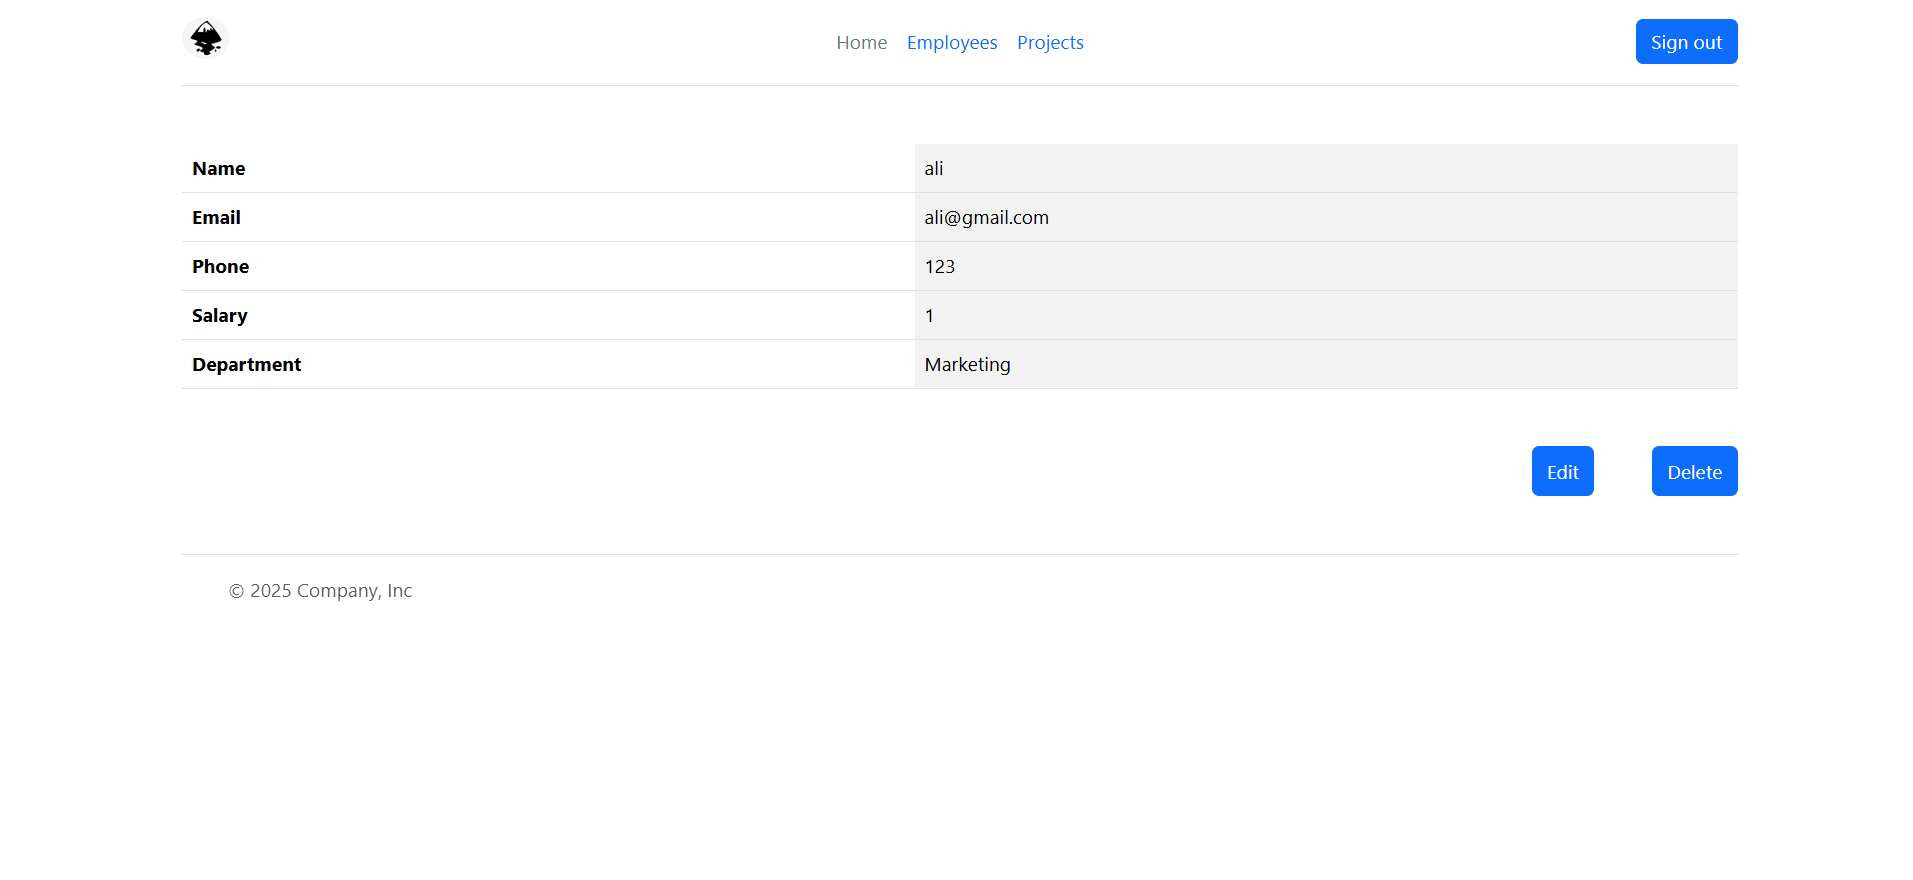 Home Employees Projects Sign out
Name ali
Email ali@gmail.com
Phone 123
Salary 1
Department Marketing
Edit Delete
© 2025 Company, Inc